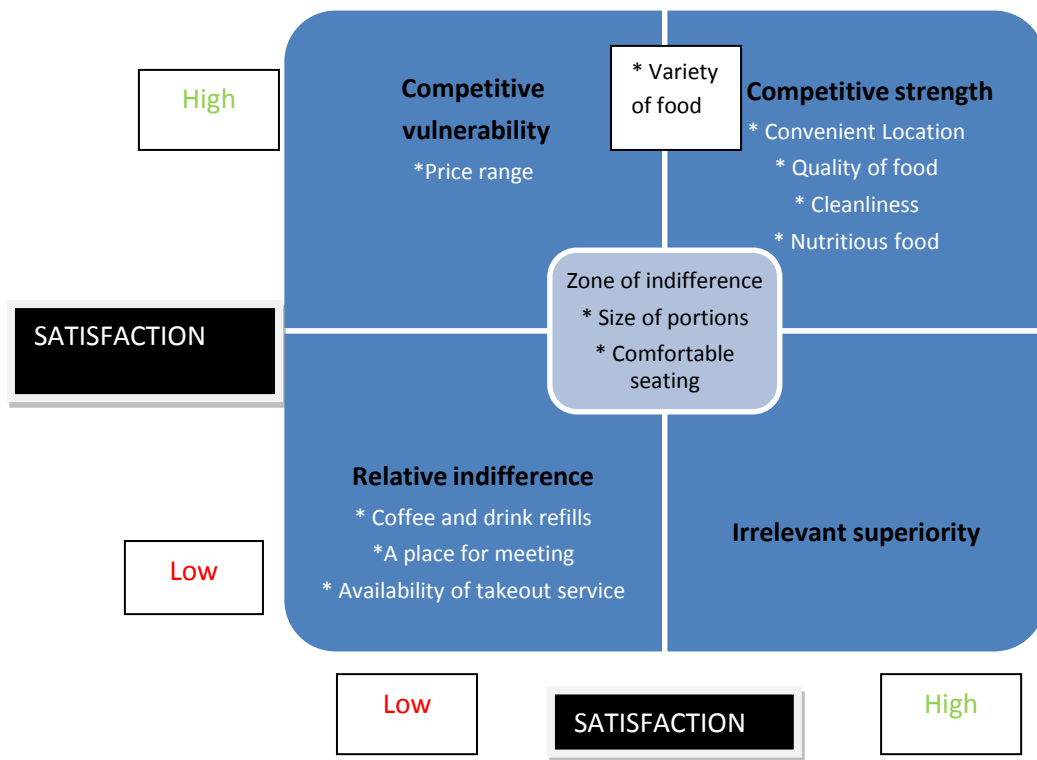 High
Competitive
vulnerability
*Price range
* Variety
of food
Competitive strength
* Convenient Location
* Quality of food
* Cleanliness
* Nutritious food
SATISFACTION
Zone of indifference
* Size of portions
* Comfortable
seating
Relative indifference
* Coffee and drink refills
*A place for meeting
* Availability of takeout service
Irrelevant superiority
Low
Low
SATISFACTION
High